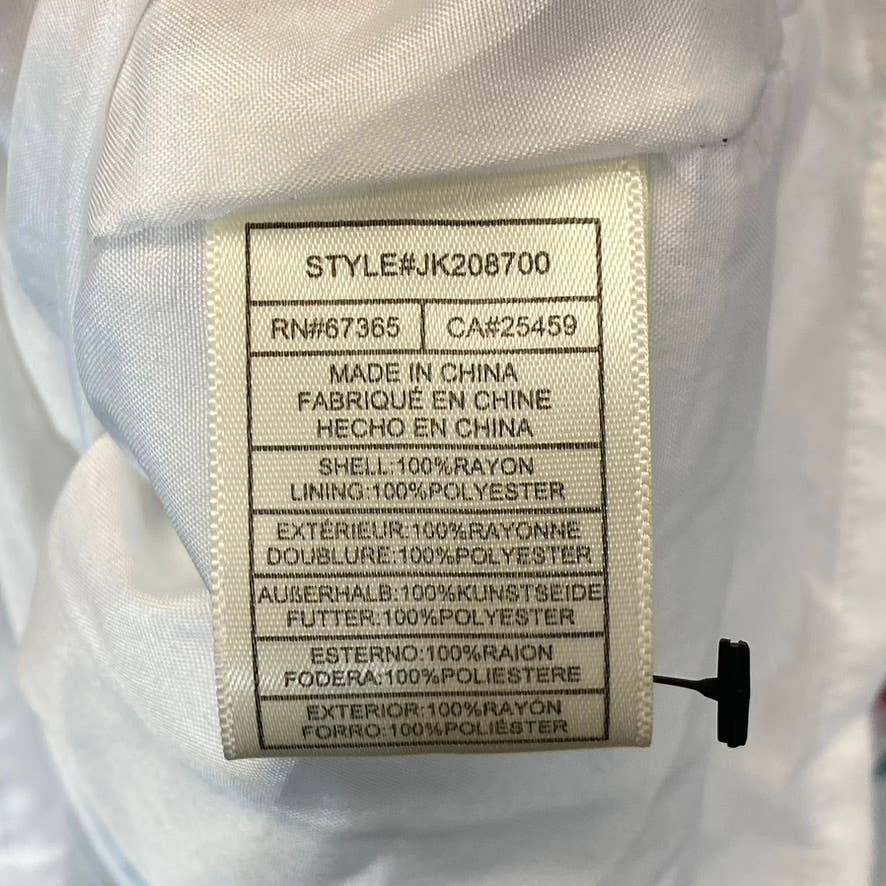 STYLE#JK208700
RN#67365 CA#25459
MADE IN CHINA
FABRIQUÉ EN CHINE
HECHO EN CHINA
SHELL:100%RAYON
LINING:100%POLYESTER
EXTÉRIEUR:100%RAYONNE
DOUBLURE:100%POLYESTER
AUßERHALB:100%KUNSTSEIDE
FUTTER:100%POLYESTER
ESTERNO:100%RAION
FODERA:100%POLIESTERE
EXTERIOR:100%RAYÓN
FORRO:100%POLIÉSTER